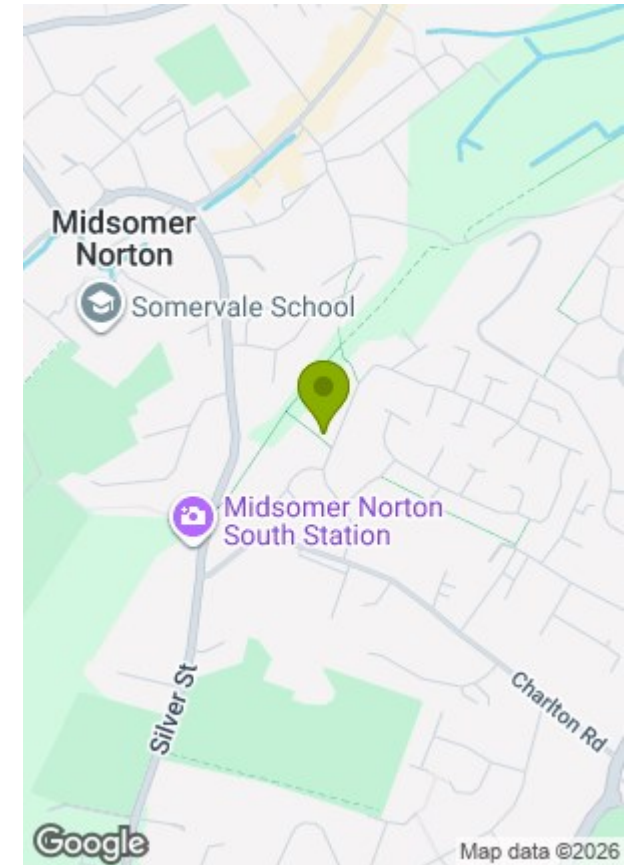 Midsomer
Norton
Somervale School
Midsomer Norton
South Station
Silver St
Charlton Rd
Google
Map data ©2026